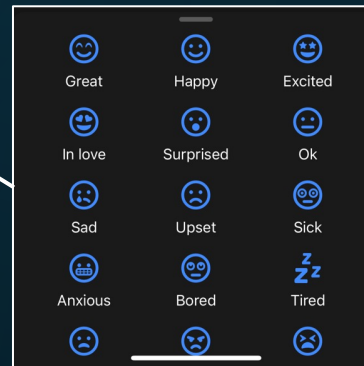 Great Happy Excited
In love Surprised Ok
Sad Upset Sick
Anxious Bored Tired